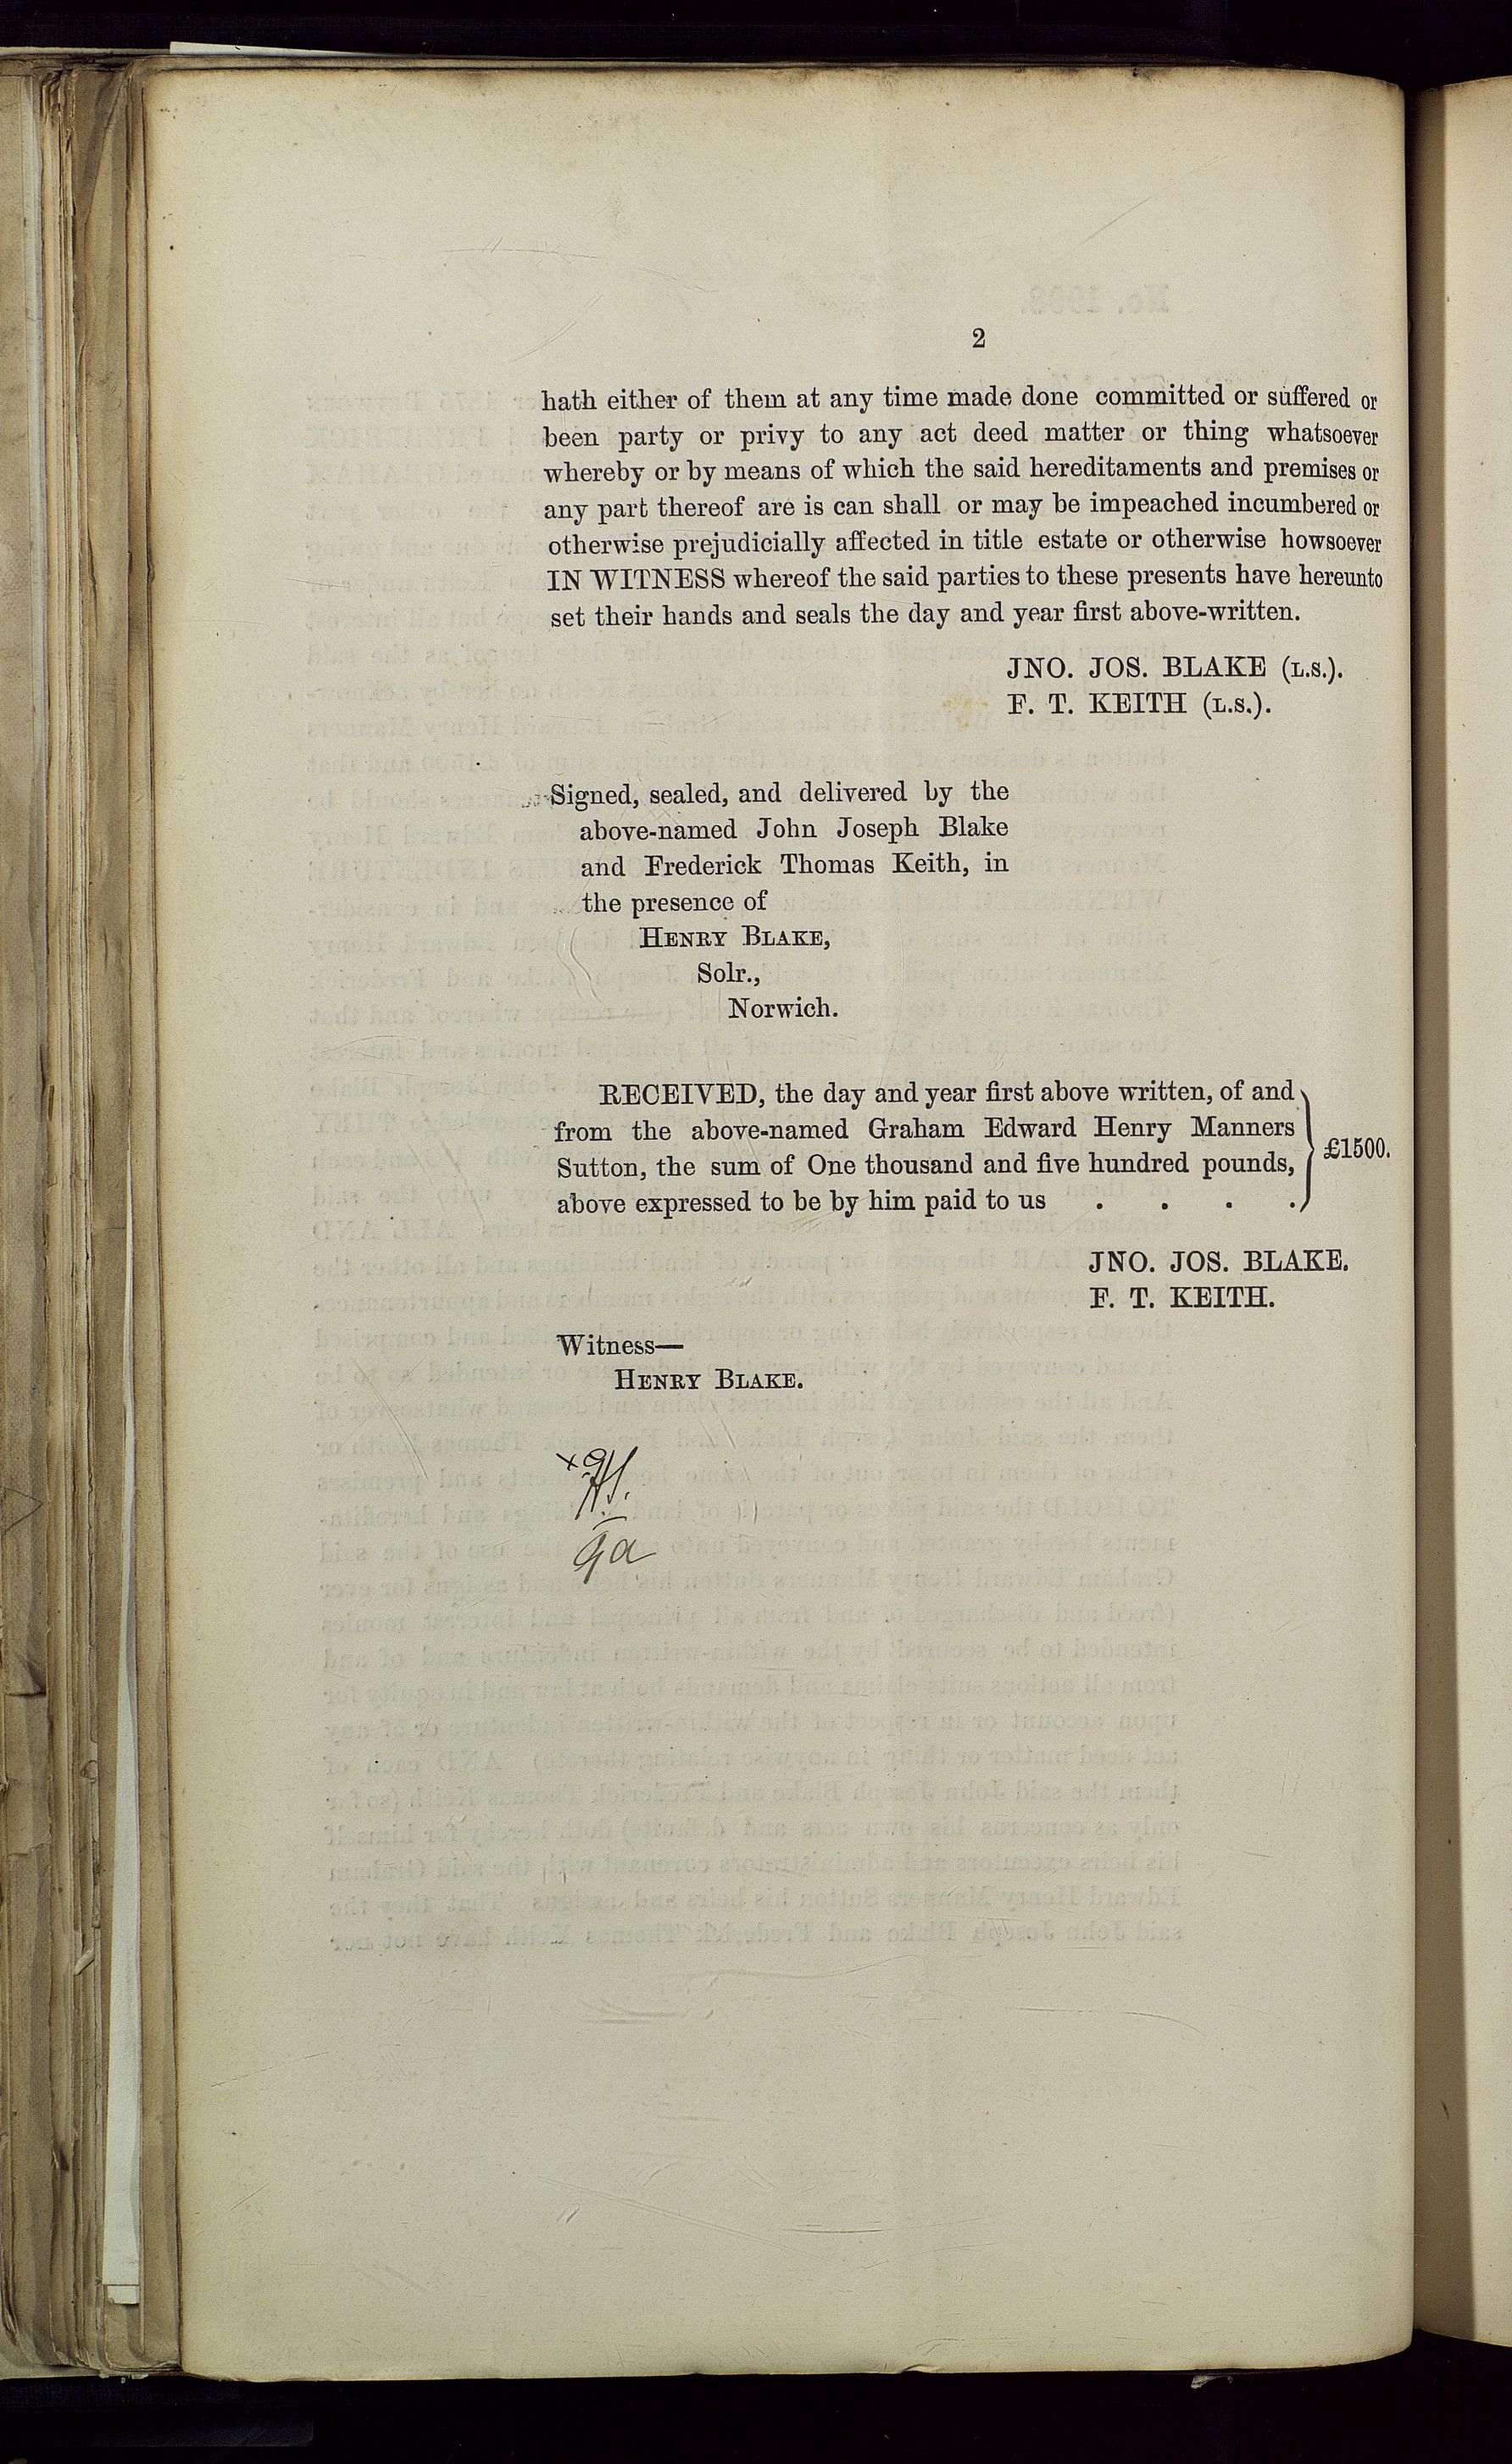 2
hath either of them at any time made done committed or suffered or
been party or privy to any act deed matter or thing whatsoever
whereby or by means of which the said hereditaments and premises or
any part thereof are is can shall or may be impeached incumbered or
otherwise prejudicially affected in title estate or otherwise howsoever
IN WITNESS whereof the said parties to these presents have hereunto
set their hands and seals the day and year first above-written.
JNO. JOS. BLAKE (L.S.).
F. T. KEITH (L.S.).
Signed, sealed, and delivered by the
above-named John Joseph Blake
and Frederick Thomas Keith, in
the presence of
HENRY BLAKE,
Solr.,
Norwich.
RECEIVED, the day and year first above written, of and
from the above-named Graham Edward Henry Manners
Sutton, the sum of One thousand and five hundred pounds,
above expressed to be by him paid to us . . . .
£1500.
JNO. JOS. BLAKE.
F. T. KEITH.
Witness—
HENRY BLAKE.